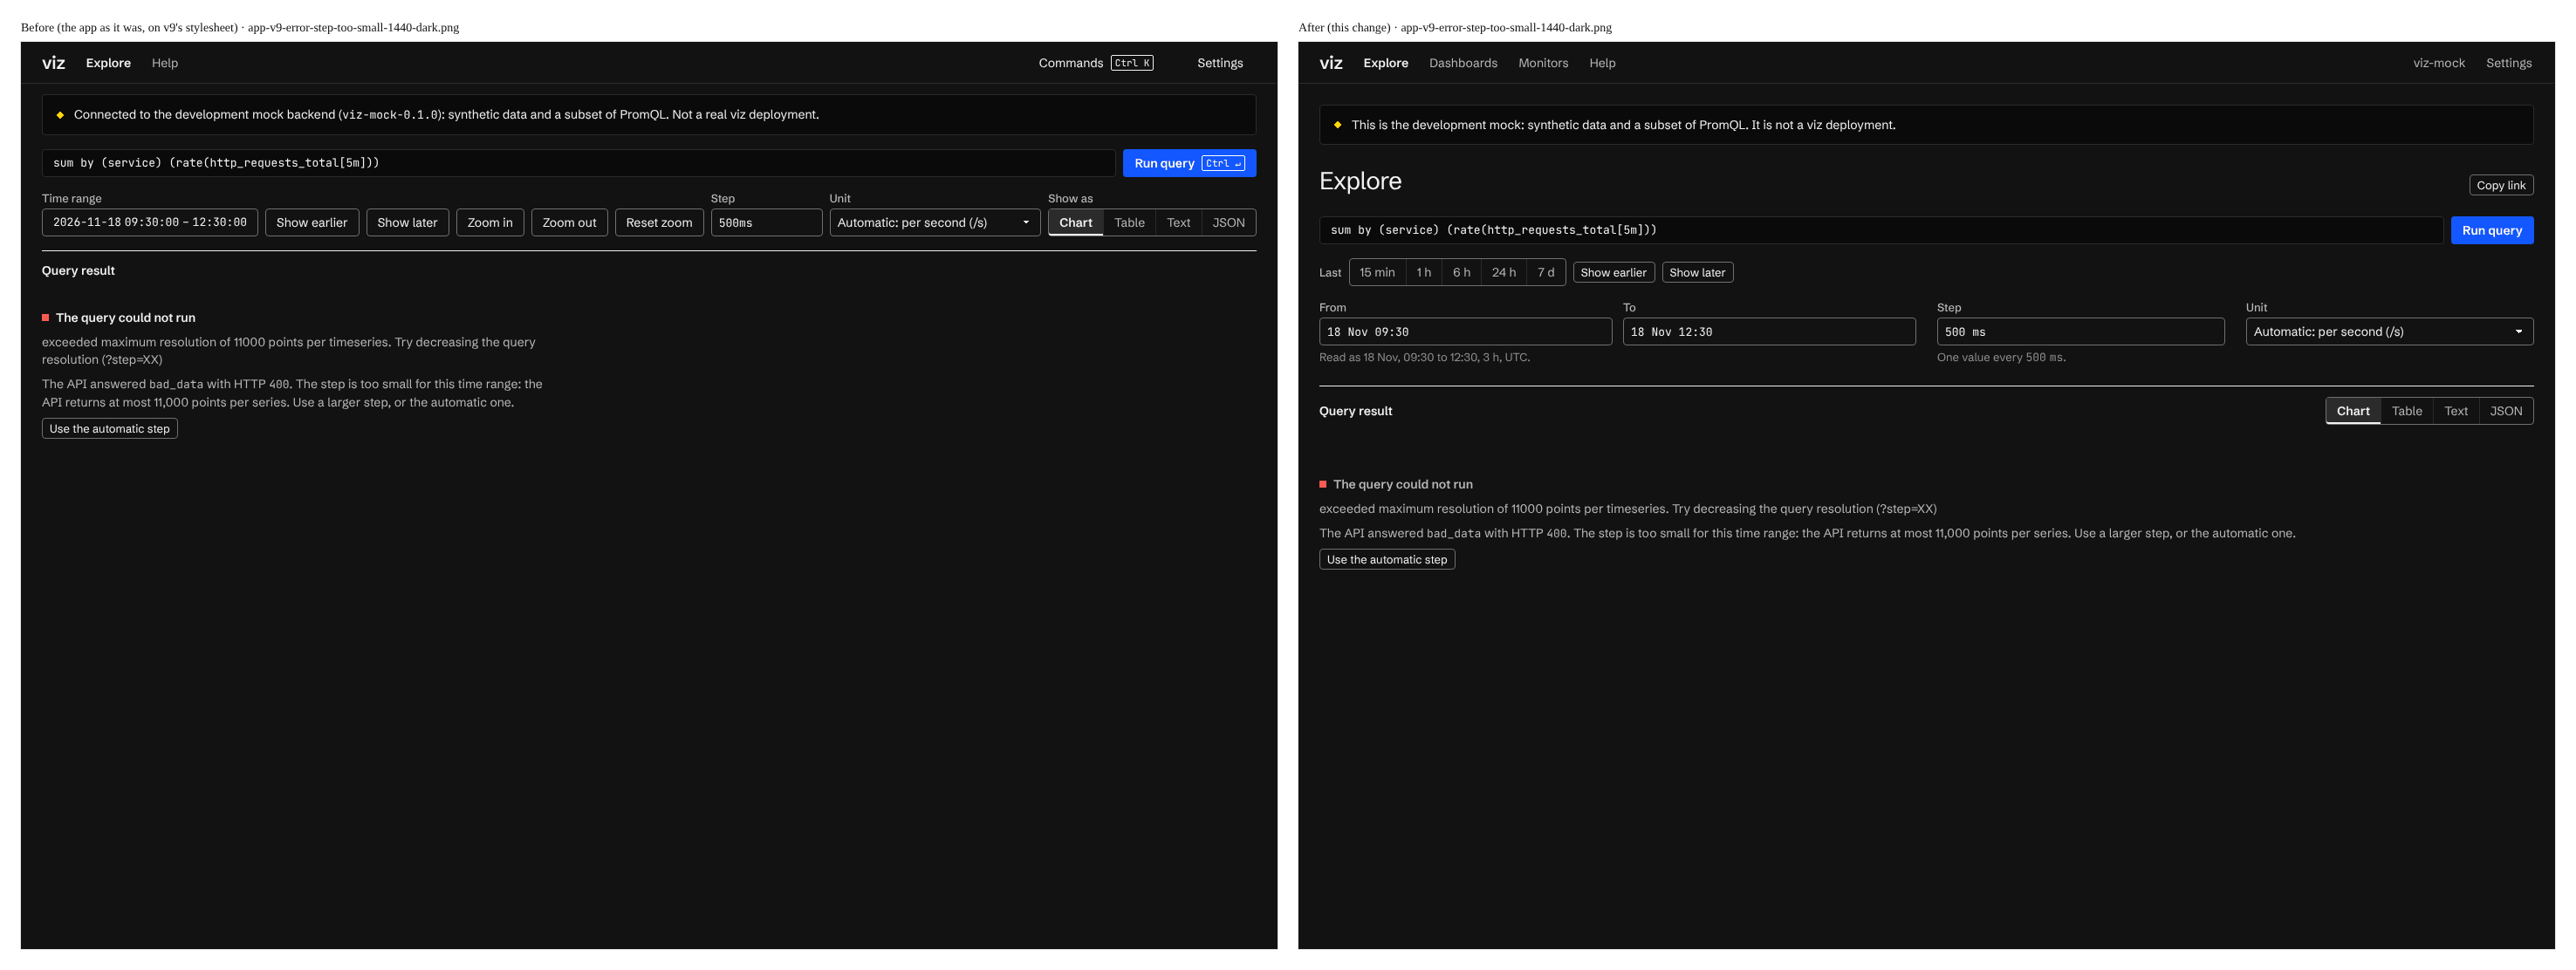 Before (the app as it was, on v9's stylesheet) · app-v9-error-step-too-small-1440-dark.png
viz Explore Help Commands Ctrl K Settings
Connected to the development mock backend (viz-mock-0.1.0): synthetic data and a subset of PromQL. Not a real viz deployment.
sum by (service) (rate(http_requests_total[5m])) Run query Ctrl ↵
Time range Step Unit Show as
2026-11-18 09:30:00 – 12:30:00 Show earlier Show later Zoom in Zoom out Reset zoom 500ms Automatic: per second (/s) Chart Table Text JSON
Query result
The query could not run
exceeded maximum resolution of 11000 points per timeseries. Try decreasing the query
resolution (?step=XX)
The API answered bad_data with HTTP 400. The step is too small for this time range: the
API returns at most 11,000 points per series. Use a larger step, or the automatic one.
Use the automatic step
After (this change) · app-v9-error-step-too-small-1440-dark.png
viz Explore Dashboards Monitors Help viz-mock Settings
This is the development mock: synthetic data and a subset of PromQL. It is not a viz deployment.
Explore Copy link
sum by (service) (rate(http_requests_total[5m])) Run query
Last 15 min 1 h 6 h 24 h 7 d Show earlier Show later
From To Step Unit
18 Nov 09:30 18 Nov 12:30 500 ms Automatic: per second (/s)
Read as 18 Nov, 09:30 to 12:30, 3 h, UTC. One value every 500 ms.
Query result Chart Table Text JSON
The query could not run
exceeded maximum resolution of 11000 points per timeseries. Try decreasing the query resolution (?step=XX)
The API answered bad_data with HTTP 400. The step is too small for this time range: the API returns at most 11,000 points per series. Use a larger step, or the automatic one.
Use the automatic step